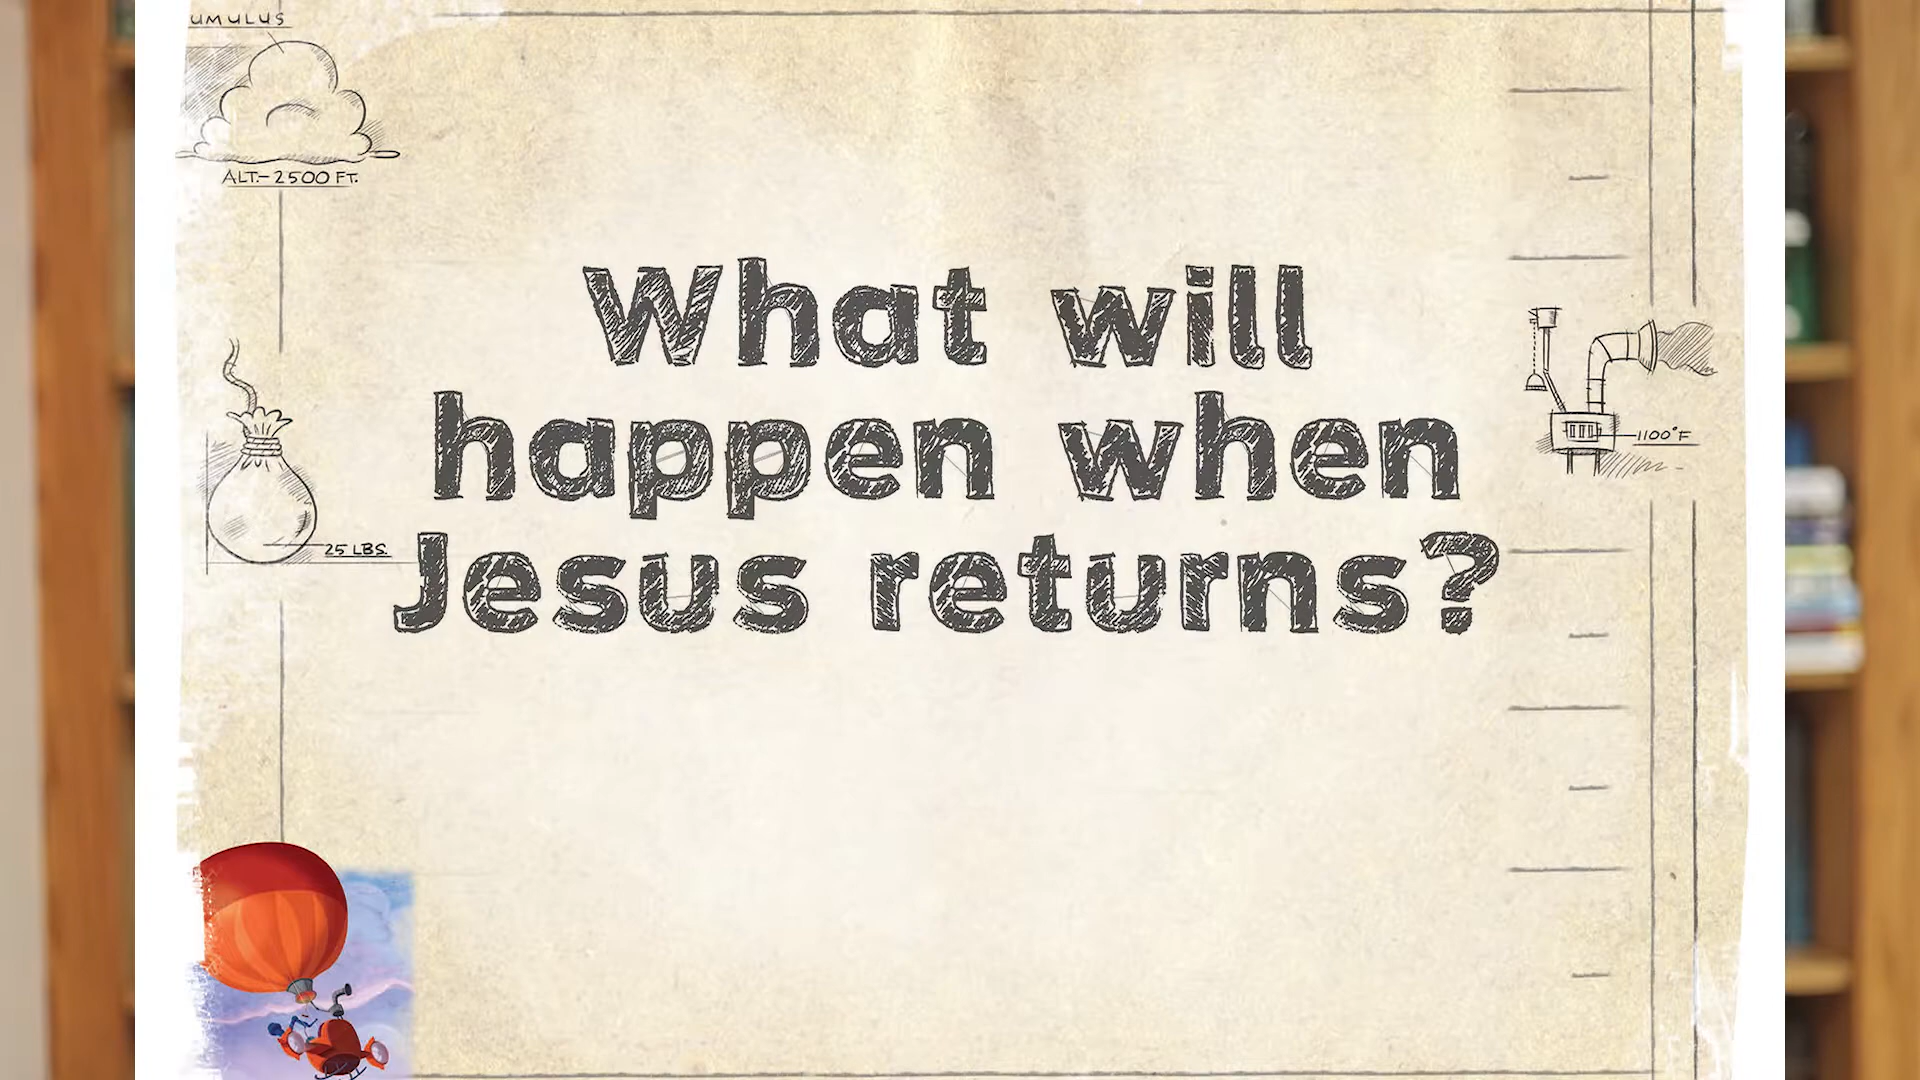 UMULUS
ALT.-2500 FT.
What will
happen when
Jesus returns?
1100°F
25 LBS.